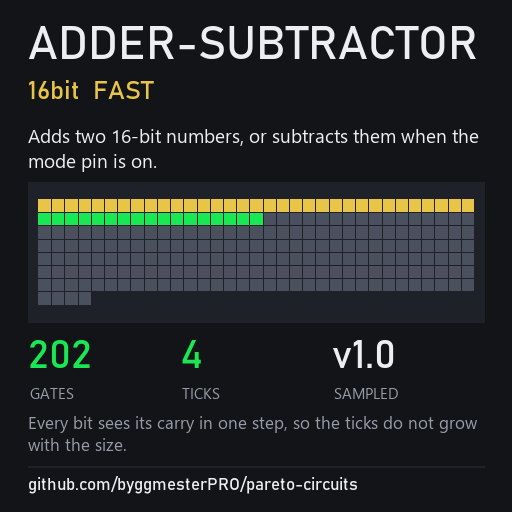 ADDER-SUBTRACTOR
16bit FAST
Adds two 16-bit numbers, or subtracts them when the
mode pin is on.
202 4 v1.0
GATES TICKS SAMPLED
Every bit sees its carry in one step, so the ticks do not grow
with the size.
github.com/byggmesterPRO/pareto-circuits